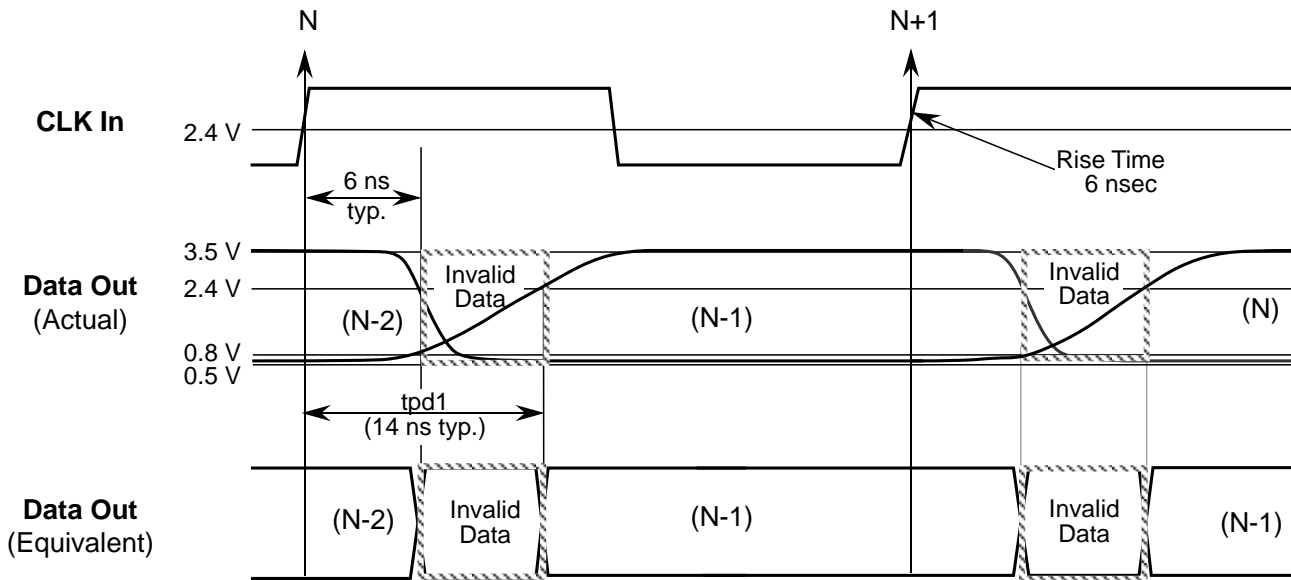 N
N+1
CLK In
2.4 V
Rise Time
6 nsec
6 ns
typ.
3.5 V
Data Out
(Actual)
2.4 V
0.8 V
0.5 V
(N-2)
Invalid
Data
(N-1)
Invalid
Data
(N)
tpd1
(14 ns typ.)
Data Out
(Equivalent)
(N-2)
Invalid
Data
(N-1)
Invalid
Data
(N-1)